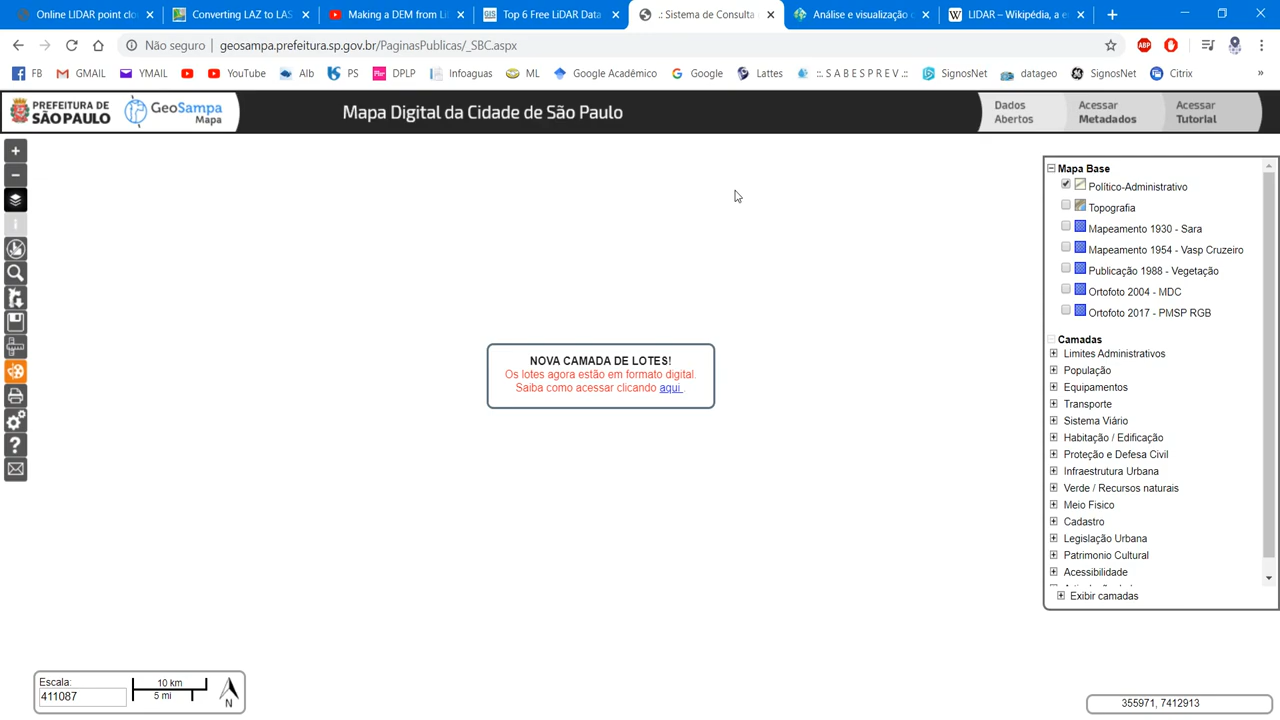 Online LIDAR point clo
Converting LAZ to LAS
Making a DEM from Li
Top 6 Free LiDAR Data
.: Sistema de Consulta
Análise e visualização
LIDAR – Wikipédia, a e
Não seguro
geosampa.prefeitura.sp.gov.br/PaginasPublicas/_SBC.aspx
FB
GMAIL
YMAIL
YouTube
Alb
PS
DPLP
Infoaguas
ML
Google Acadêmico
Google
Lattes
::. S A B E S P R E V .::
SignosNet
datageo
SignosNet
Citrix
»
PREFEITURA DE
SÃO PAULO
GeoSampa
Mapa
Mapa Digital da Cidade de São Paulo
Dados
Abertos
Acessar
Metadados
Acessar
Tutorial
Mapa Base
Político-Administrativo
Topografia
Mapeamento 1930 - Sara
Mapeamento 1954 - Vasp Cruzeiro
Publicação 1988 - Vegetação
Ortofoto 2004 - MDC
Ortofoto 2017 - PMSP RGB
Camadas
Limites Administrativos
População
Equipamentos
Transporte
Sistema Viário
Habitação / Edificação
Proteção e Defesa Civil
Infraestrutura Urbana
Verde / Recursos naturais
Meio Fisico
Cadastro
Legislação Urbana
Patrimonio Cultural
Acessibilidade
Exibir camadas
NOVA CAMADA DE LOTES!
Os lotes agora estão em formato digital.
Saiba como acessar clicando aqui .
Escala:
411087
10 km
5 mi
N
355971, 7412913